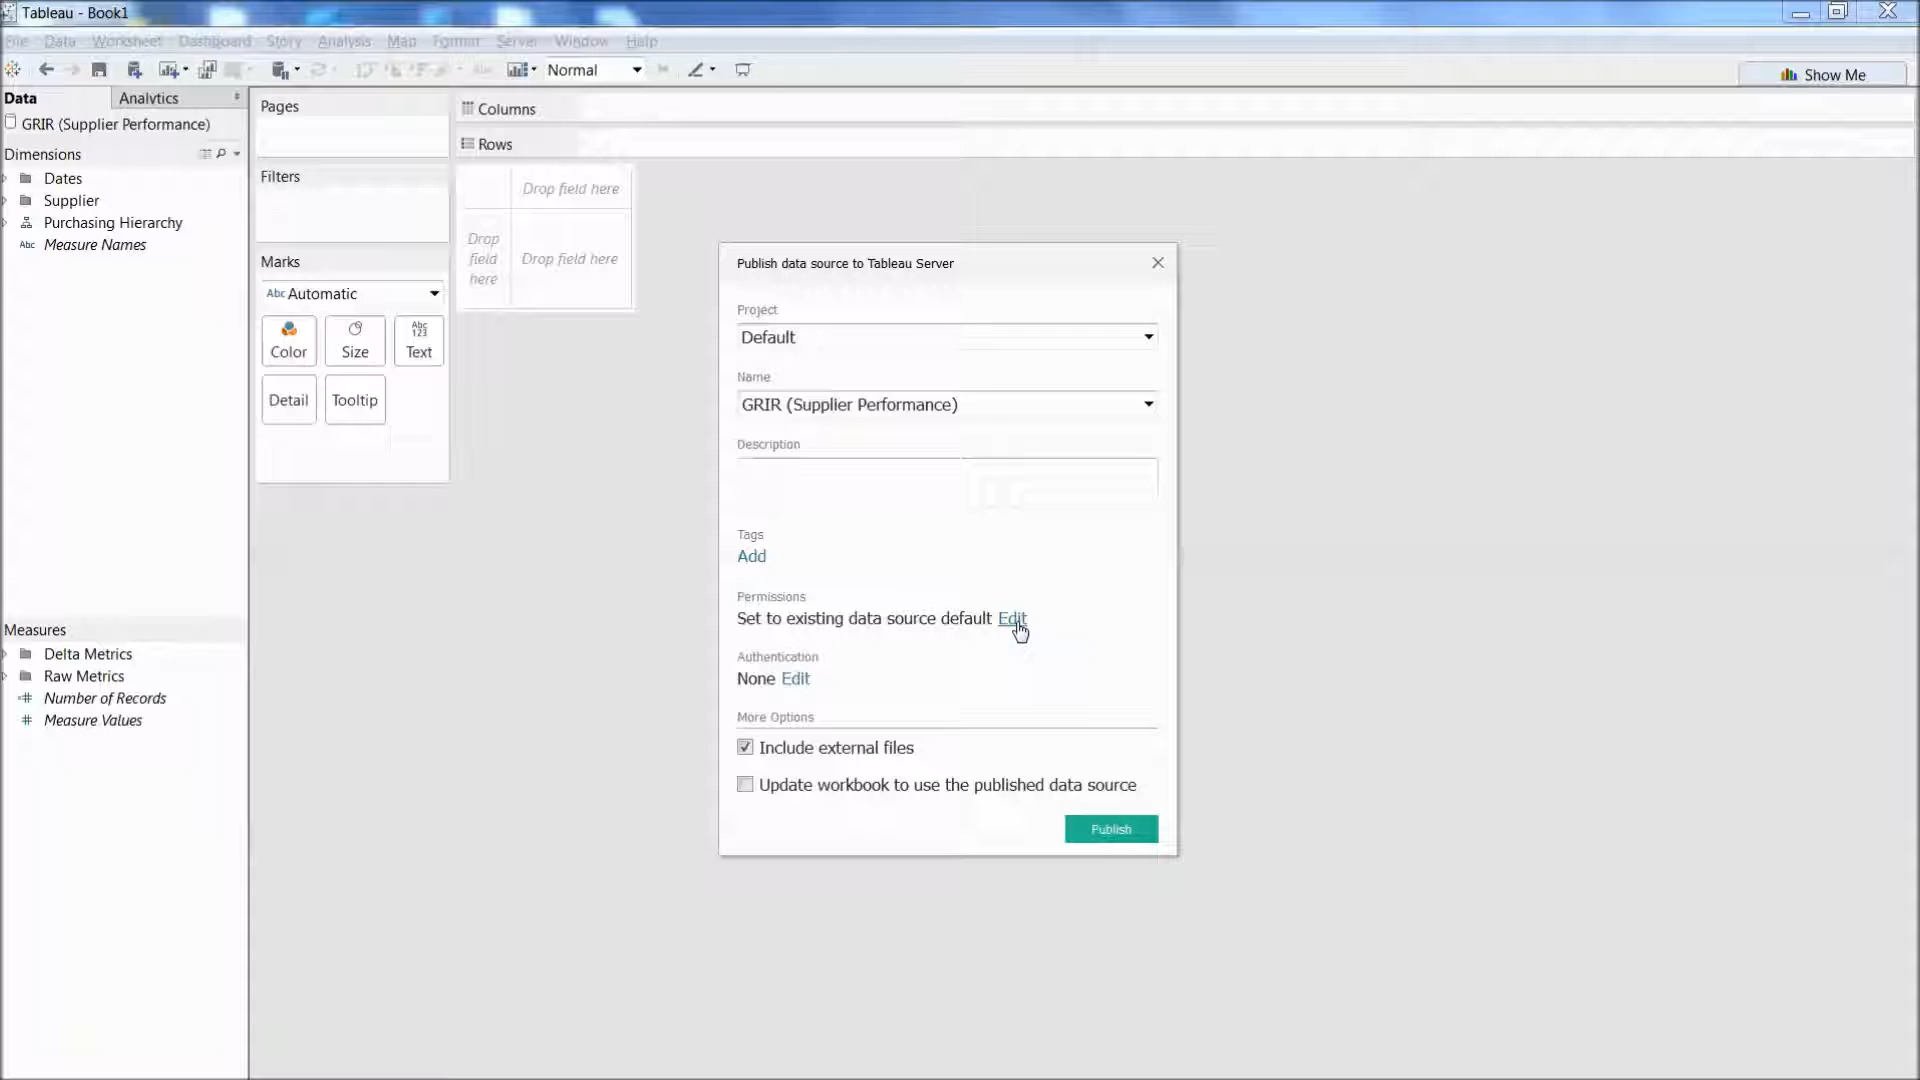 Tableau - Book1
File Data Worksheet Dashboard Story Analysis Map Format Server Window Help
Normal
Show Me
Data Analytics
GRIR (Supplier Performance)
Dimensions
Dates
Supplier
Purchasing Hierarchy
Abc Measure Names
Measures
Delta Metrics
Raw Metrics
Number of Records
Measure Values
Pages
Filters
Marks
Abc Automatic
Color
Size
Abc
123
Text
Detail
Tooltip
Columns
Rows
Drop field here
Drop
field
here
Drop field here
Publish data source to Tableau Server
Project
Default
Name
GRIR (Supplier Performance)
Description
Tags
Add
Permissions
Set to existing data source default Edit
Authentication
None Edit
More Options
Include external files
Update workbook to use the published data source
Publish